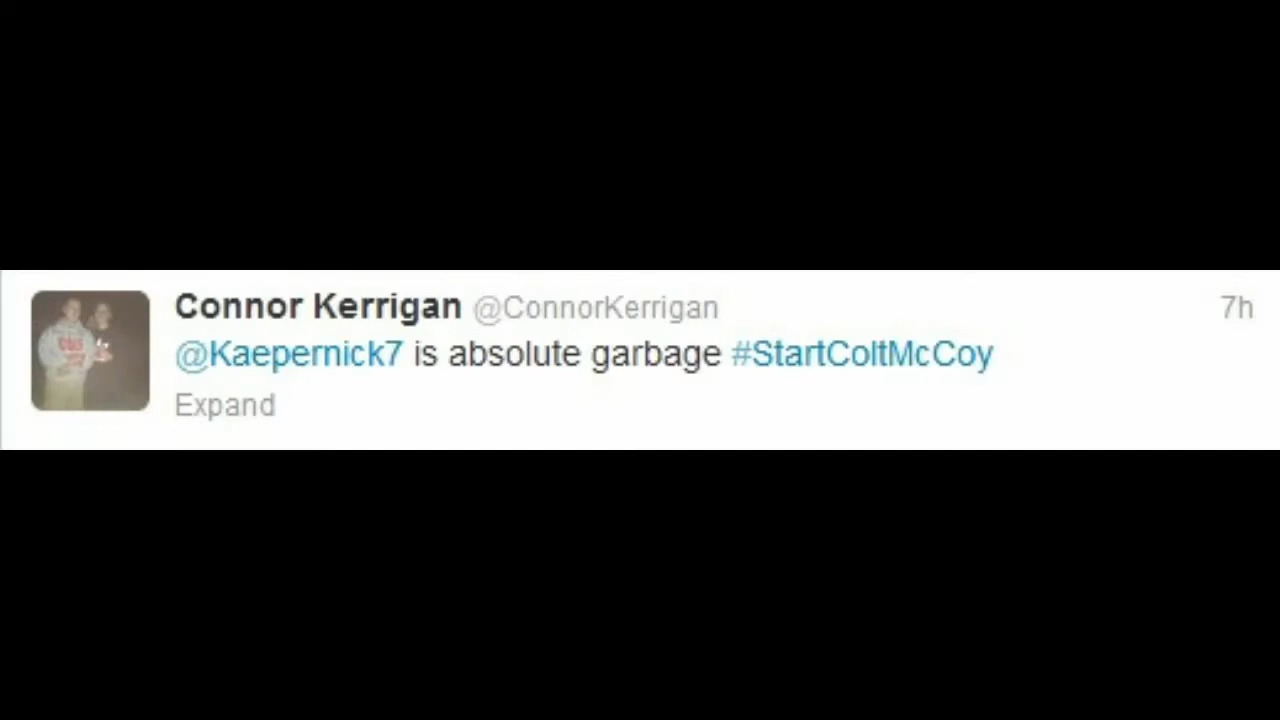 Connor Kerrigan @ConnorKerrigan 7h
@Kaepernick7 is absolute garbage #StartColtMcCoy
Expand